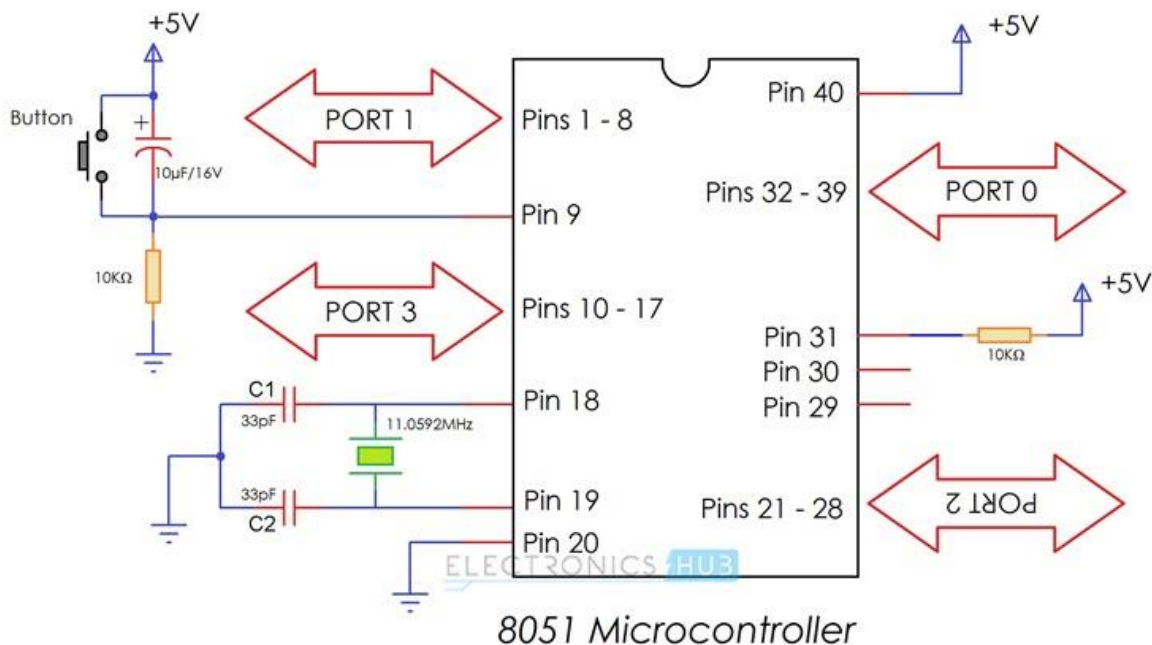 +5V
+5V
Button
+
10µF/16V
PORT 1
Pins 1 - 8
Pin 40
Pins 32 - 39
PORT 0
Pin 9
10KΩ
PORT 3
Pins 10 - 17
+5V
Pin 31
10KΩ
Pin 30
Pin 29
C1
33pF
Pin 18
11.0592MHz
33pF
C2
Pin 19
Pins 21 - 28
PORT 2
Pin 20
ELECTRONICS HUB
8051 Microcontroller